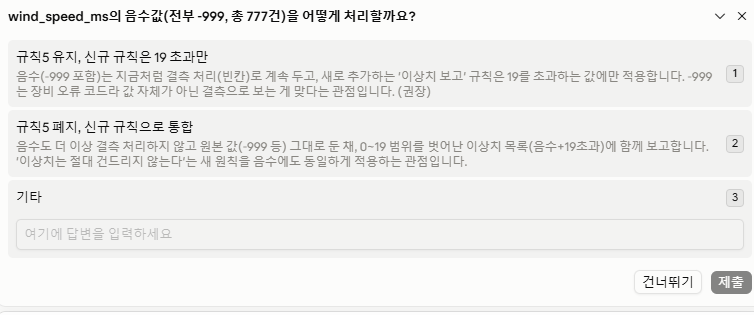 wind_speed_ms의 음수값(전부 -999, 총 777건)을 어떻게 처리할까요?
규칙5 유지, 신규 규칙은 19 초과만
음수(-999 포함)는 지금처럼 결측 처리(빈칸)로 계속 두고, 새로 추가하는 '이상치 보고' 규칙은 19를 초과하는 값에만 적용합니다. -999
는 장비 오류 코드라 값 자체가 아닌 결측으로 보는 게 맞다는 관점입니다. (권장)
1
규칙5 폐지, 신규 규칙으로 통합
음수도 더 이상 결측 처리하지 않고 원본 값(-999 등) 그대로 둔 채, 0~19 범위를 벗어난 이상치 목록(음수+19초과)에 함께 보고합니다.
'이상치는 절대 건드리지 않는다'는 새 원칙을 음수에도 동일하게 적용하는 관점입니다.
2
기타
3
여기에 답변을 입력하세요
건너뛰기
제출